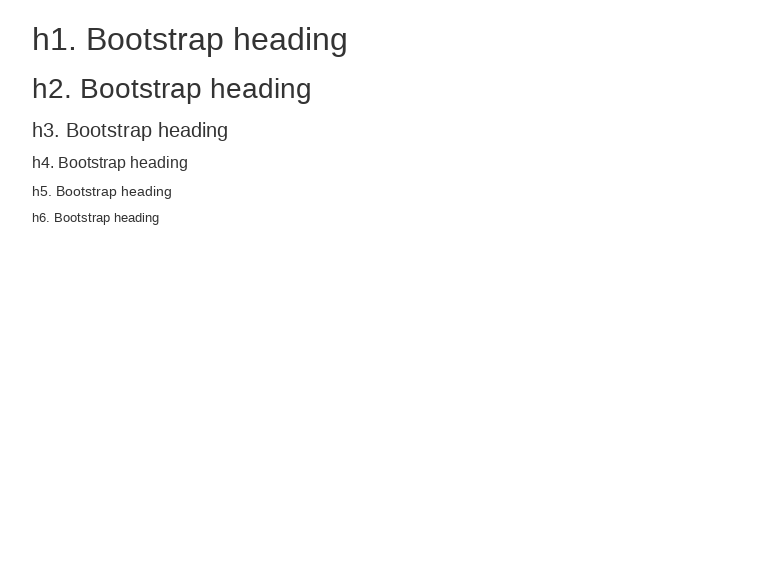 h1. Bootstrap heading
h2. Bootstrap heading
h3. Bootstrap heading
h4. Bootstrap heading
h5. Bootstrap heading
h6. Bootstrap heading